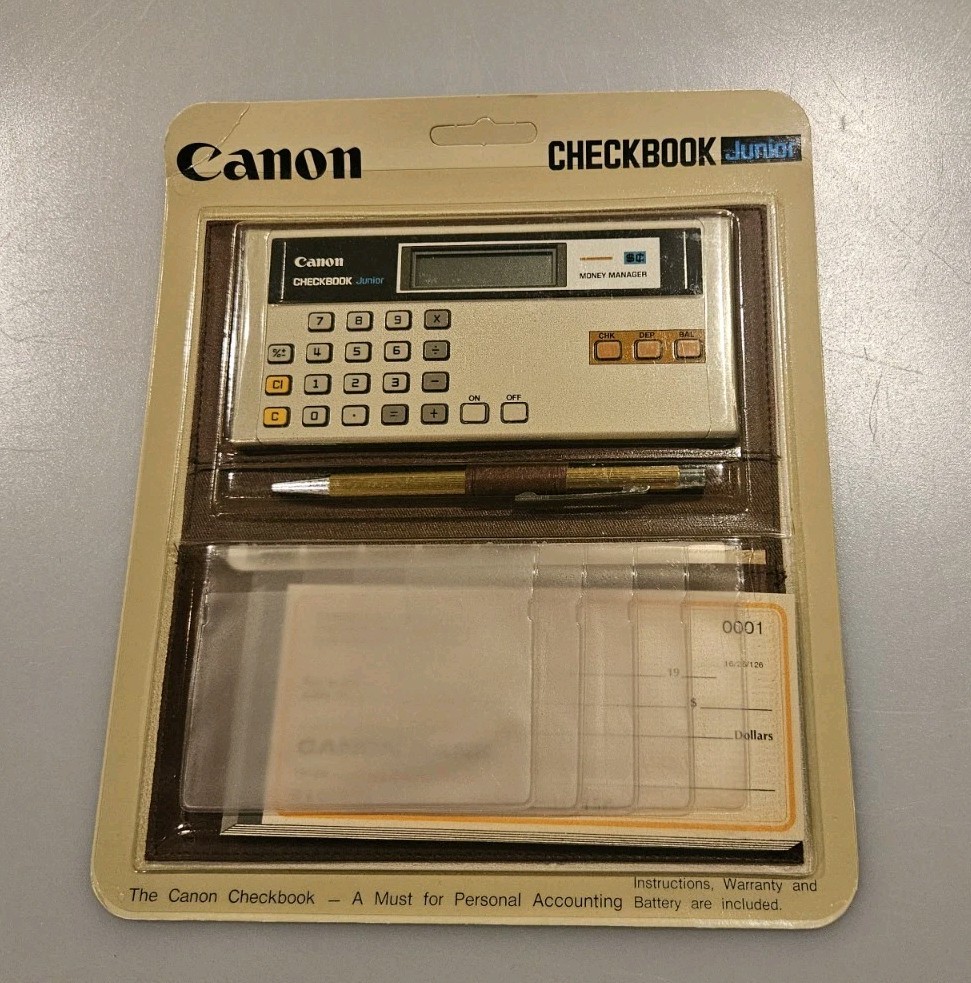 Canon
CHECKBOOK Junior
Canon
CHECKBOOK Junior
$¢
MONEY MANAGER
7 8 9 X
CHK DEP BAL
%± 4 5 6 ÷
CI 1 2 3 −
ON OFF
C 0 · = +
0001
19
$
Dollars
The Canon Checkbook – A Must for Personal Accounting
Instructions, Warranty and
Battery are included.